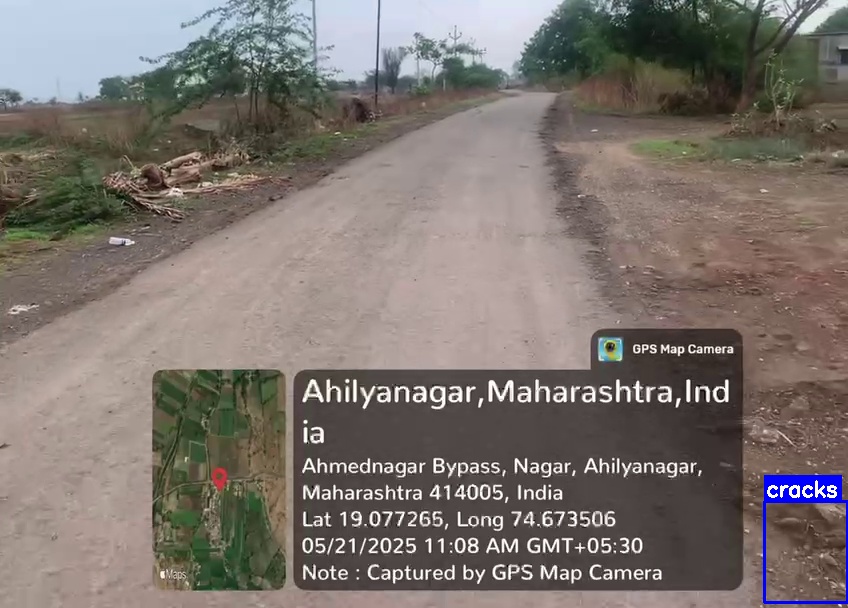 GPS Map Camera
Ahilyanagar,Maharashtra,Ind
ia
Ahmednagar Bypass, Nagar, Ahilyanagar,
Maharashtra 414005, India
Lat 19.077265, Long 74.673506
05/21/2025 11:08 AM GMT+05:30
Note : Captured by GPS Map Camera
Maps
cracks